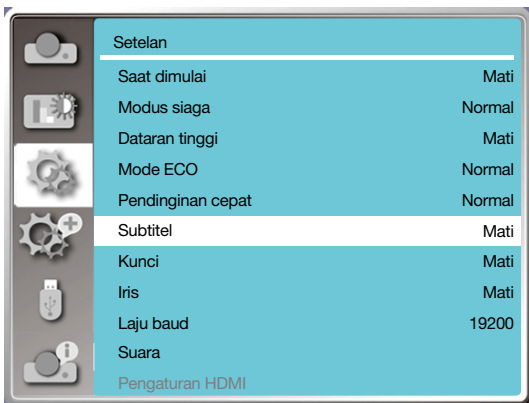 Setelan
Saat dimulai Mati
Modus siaga Normal
Dataran tinggi Mati
Mode ECO Normal
Pendinginan cepat Normal
Subtitel Mati
Kunci Mati
Iris Mati
Laju baud 19200
Suara
Pengaturan HDMI